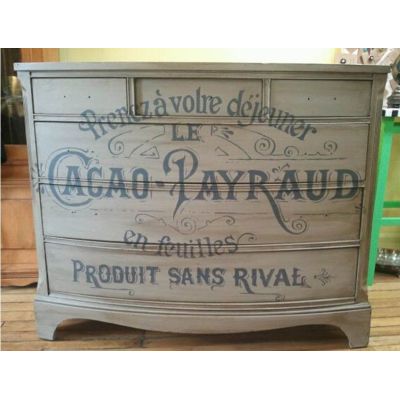 Prenez à votre déjeuner
LE
CACAO-PAYRAUD
en feuilles
PRODUIT SANS RIVAL